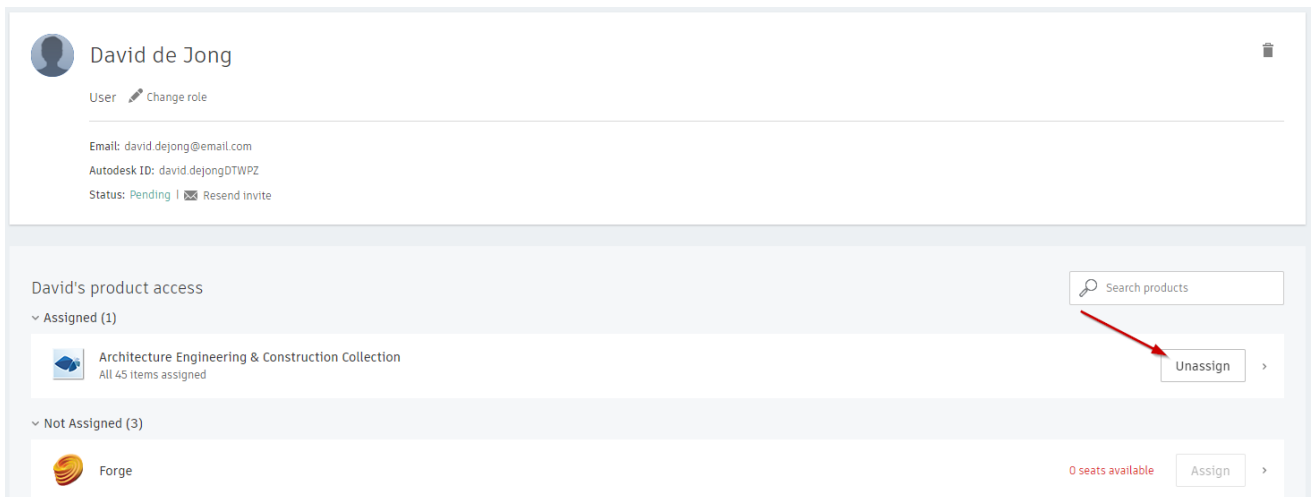 David de Jong
User Change role
Email: david.dejong@email.com
Autodesk ID: david.dejongDTWPZ
Status: Pending | Resend invite
David's product access
Search products
Assigned (1)
Architecture Engineering & Construction Collection
All 45 items assigned
Unassign
Not Assigned (3)
Forge
0 seats available
Assign